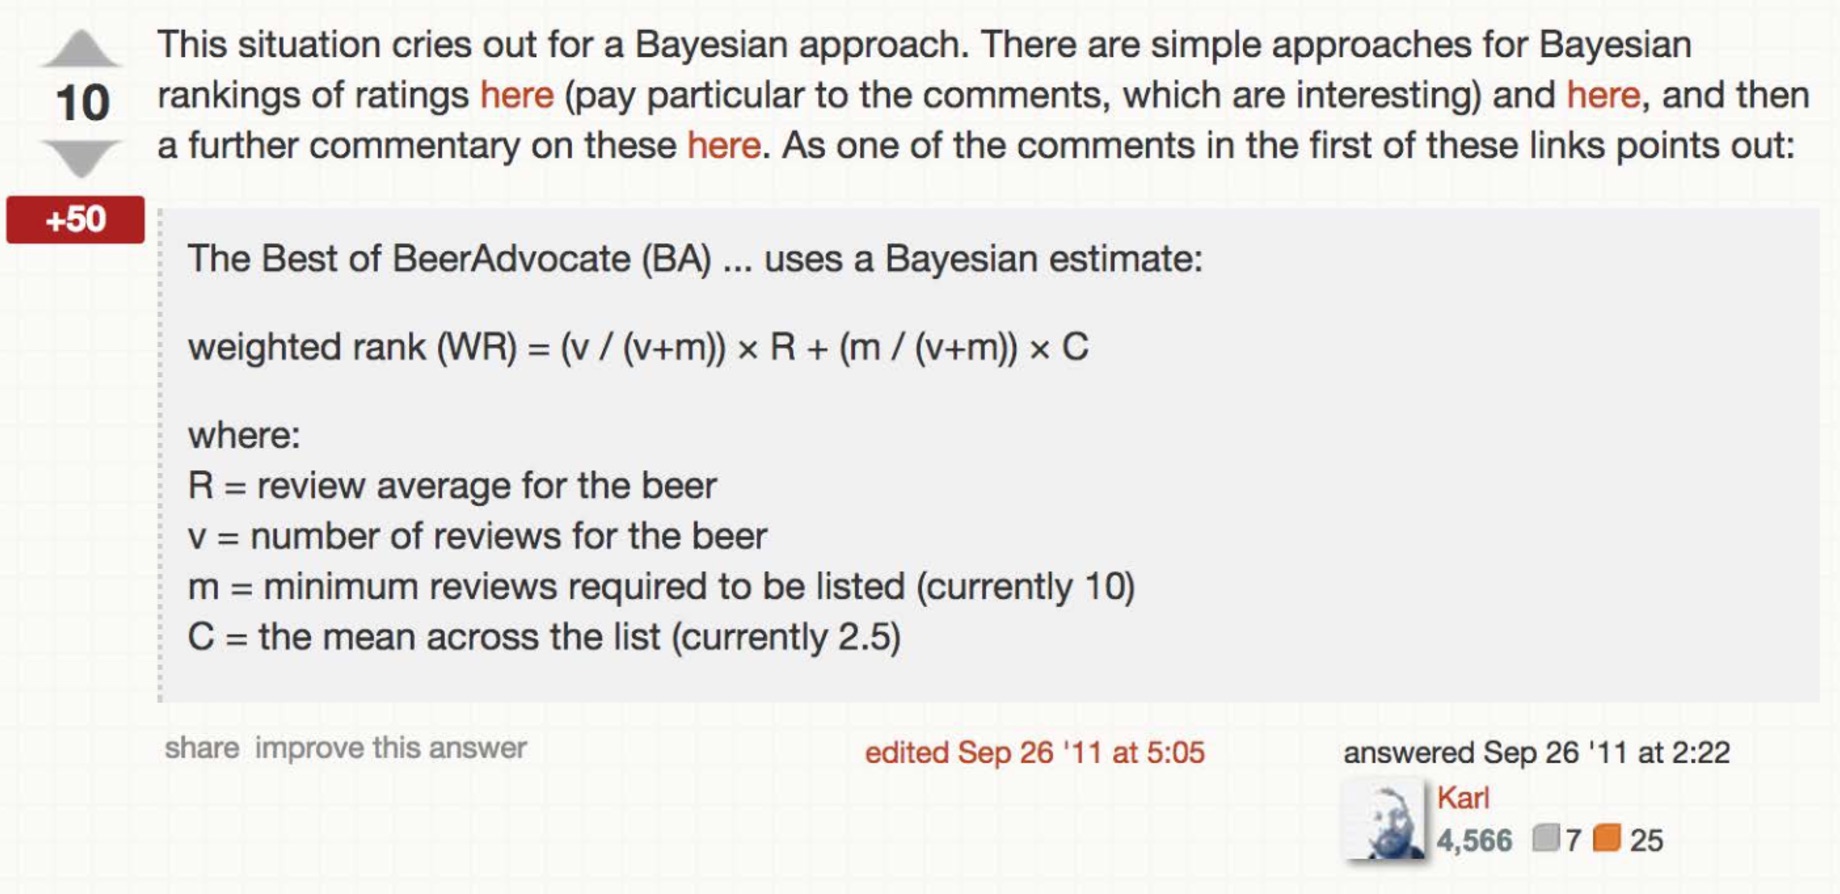 This situation cries out for a Bayesian approach. There are simple approaches for Bayesian
10
rankings of ratings here (pay particular to the comments, which are interesting) and here, and then
a further commentary on these here. As one of the comments in the first of these links points out:
+50
The Best of BeerAdvocate (BA) ... uses a Bayesian estimate:
weighted rank (WR) = (v / (v+m)) × R + (m / (v+m)) × C
where:
R = review average for the beer
v = number of reviews for the beer
m = minimum reviews required to be listed (currently 10)
C = the mean across the list (currently 2.5)
share improve this answer
edited Sep 26 '11 at 5:05
answered Sep 26 '11 at 2:22
Karl
4,566 7 25